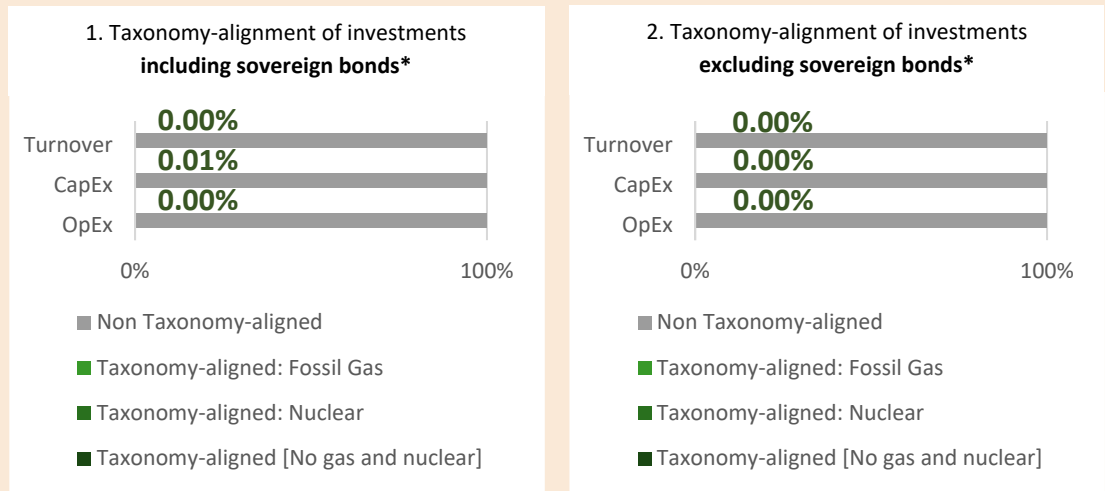 1. Taxonomy-alignment of investments
including sovereign bonds*
0.00%
Turnover
0.01%
CapEx
0.00%
OpEx
0% 100%
Non Taxonomy-aligned
Taxonomy-aligned: Fossil Gas
Taxonomy-aligned: Nuclear
Taxonomy-aligned [No gas and nuclear]
2. Taxonomy-alignment of investments
excluding sovereign bonds*
0.00%
Turnover
0.00%
CapEx
0.00%
OpEx
0% 100%
Non Taxonomy-aligned
Taxonomy-aligned: Fossil Gas
Taxonomy-aligned: Nuclear
Taxonomy-aligned [No gas and nuclear]